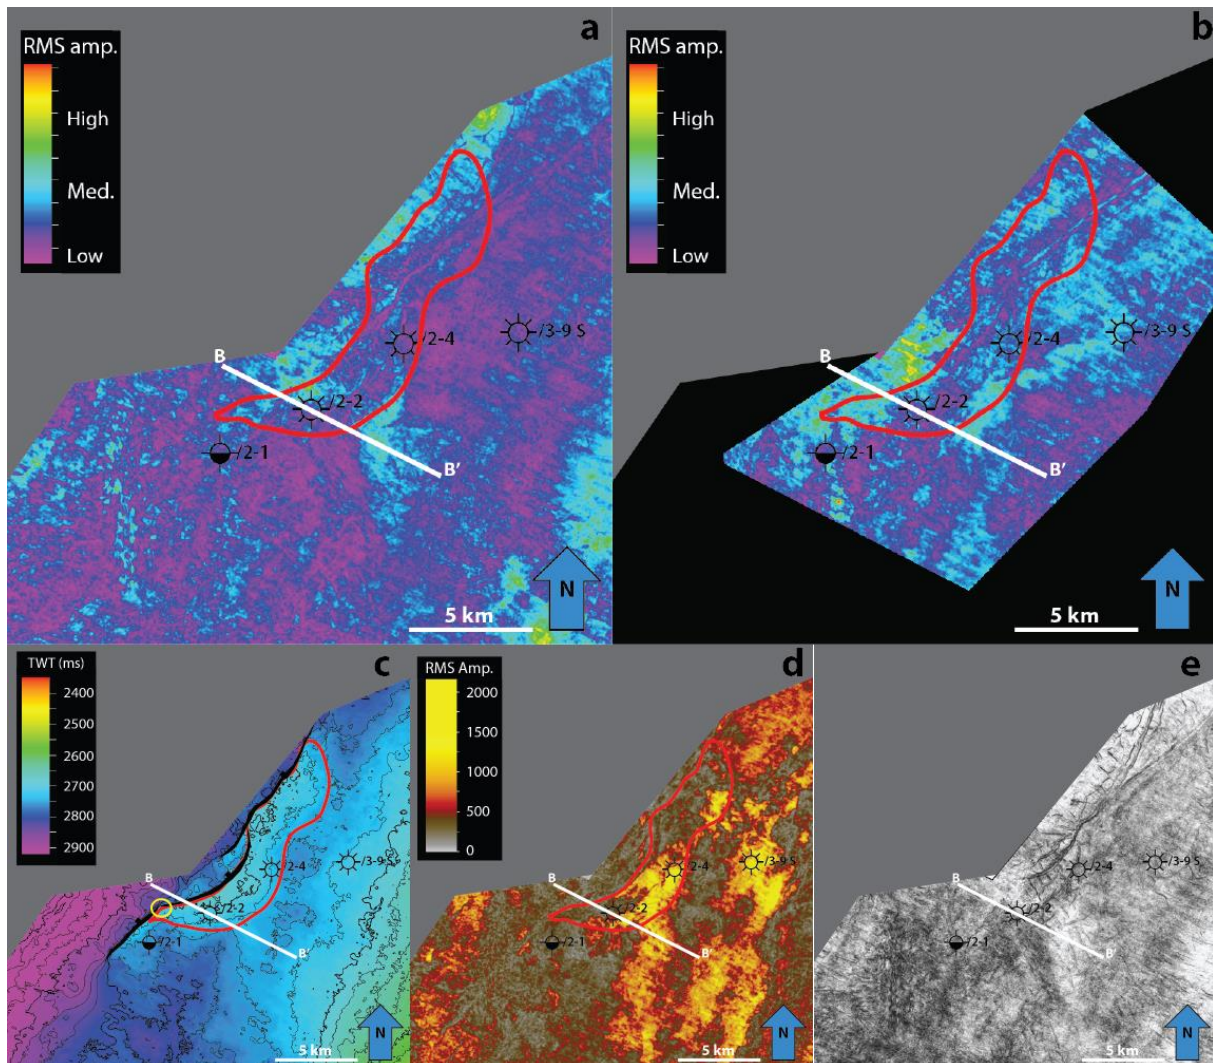 a
RMS amp.
High
Med.
Low
/2-4
/3-9 S
B
/2-2
/2-1
B'
N
5 km
b
RMS amp.
High
Med.
Low
/2-4
/3-9 S
B
/2-2
/2-1
B'
N
5 km
c
TWT (ms)
2400
2500
2600
2700
2800
2900
/2-4
/3-9 S
B
/2-2
/2-1
B'
N
5 km
d
RMS Amp.
2000
1500
1000
500
0
/2-4
/3-9 S
B
/2-2
/2-1
B'
N
5 km
e
/2-4
/3-9 S
B
/2-2
/2-1
B'
N
5 km